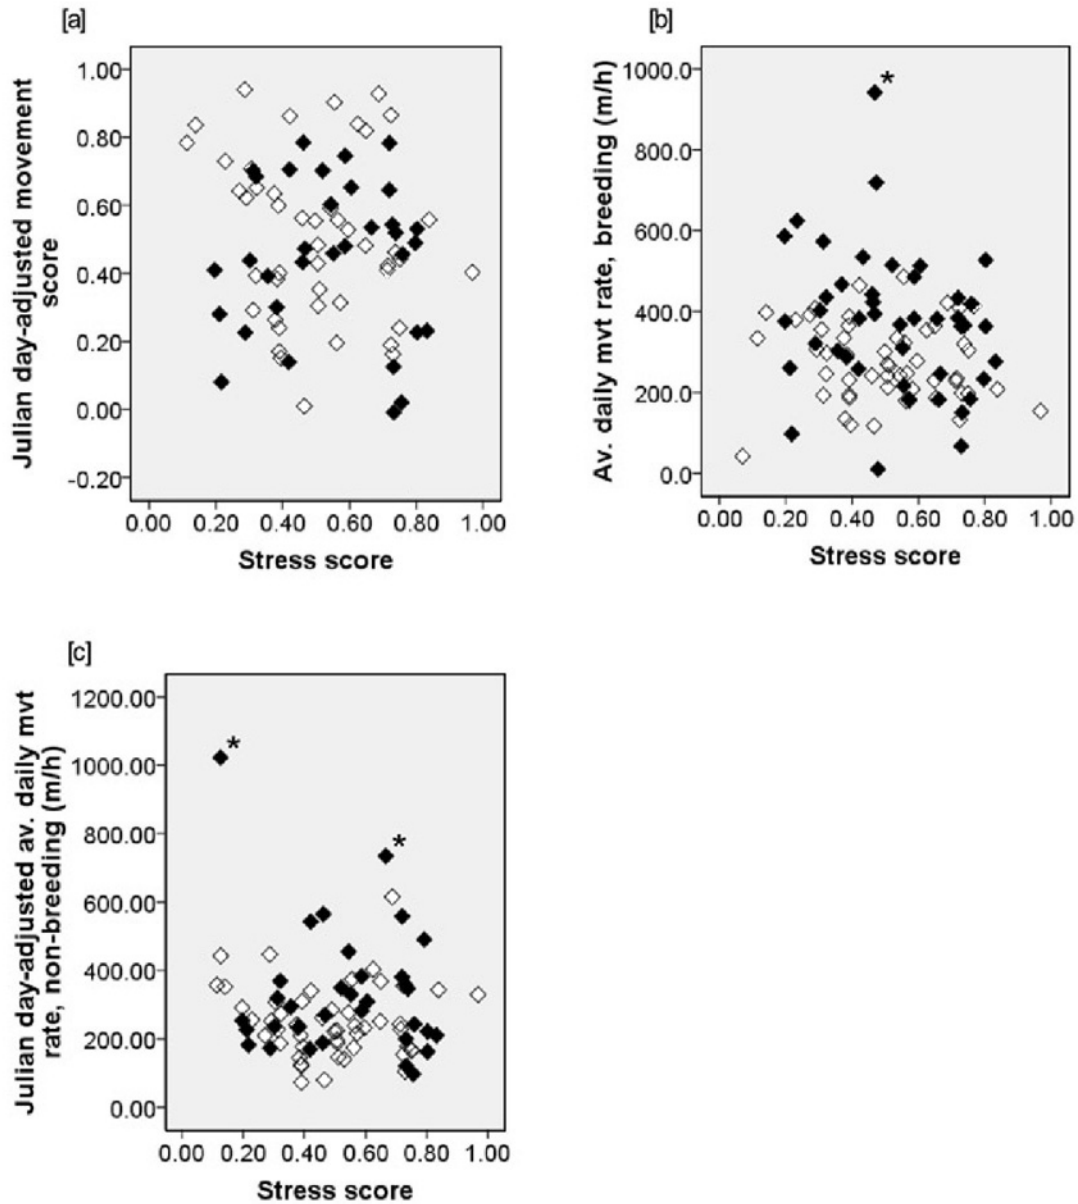 [a]
Julian day-adjusted movement
score
1.00
0.80
0.60
0.40
0.20
0.00
-0.20
0.00 0.20 0.40 0.60 0.80 1.00
Stress score
[b]
Av. daily mvt rate, breeding (m/h)
1000.0
800.0
600.0
400.0
200.0
0.0
*
0.00 0.20 0.40 0.60 0.80 1.00
Stress score
[c]
Julian day-adjusted av. daily mvt
rate, non-breeding (m/h)
1200.00
1000.00
800.00
600.00
400.00
200.00
0.00
*
*
0.00 0.20 0.40 0.60 0.80 1.00
Stress score